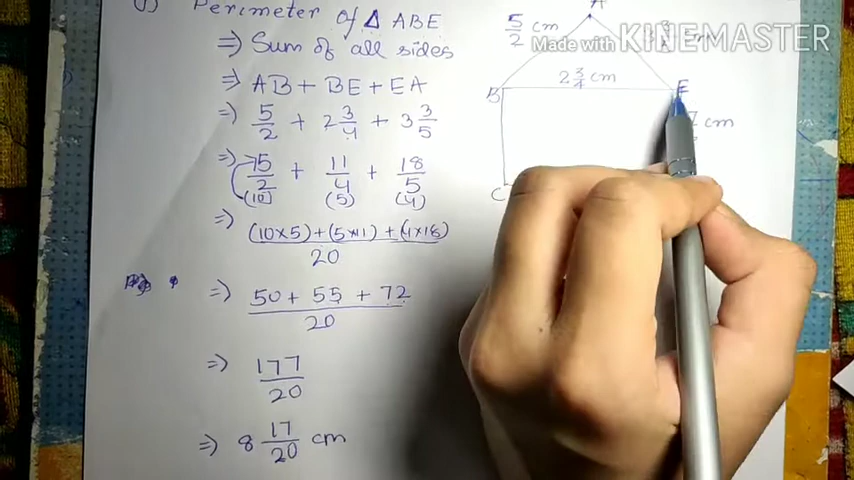 Perimeter of Δ ABE
⇒ Sum of all sides
⇒ AB + BE + EA
⇒ 5/2 + 2 3/4 + 3 3/5
⇒ 5/2 + 11/4 + 18/5
(10) (5) (4)
⇒ (10×5)+(5×11)+(4×18) / 20
⇒ 50 + 55 + 72 / 20
⇒ 177/20
⇒ 8 17/20 cm
A
5/2 cm
Made with KINEMASTER
2 3/4 cm
B E
cm
C